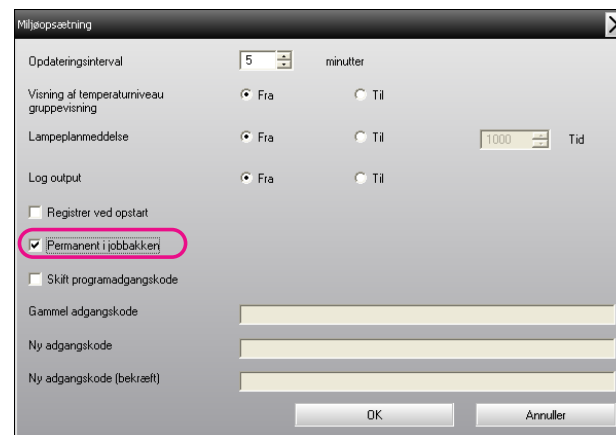 Miljøopsætning
Opdateringsinterval 5 minutter
Visning af temperaturniveau
gruppevisning
Fra Til
Lampeplanmeddelse Fra Til 1000 Tid
Log output Fra Til
Registrer ved opstart
Permanent i jobbakken
Skift programadgangskode
Gammel adgangskode
Ny adgangskode
Ny adgangskode (bekræft)
OK Annuller